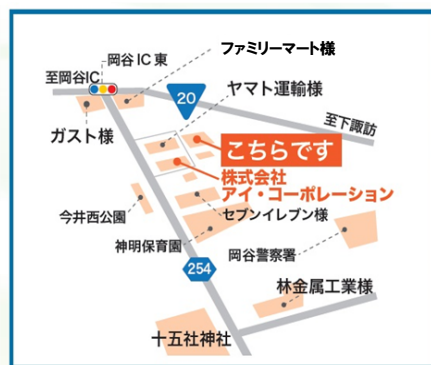 岡谷 IC 東
ファミリーマート様
至岡谷IC
20
ヤマト運輸様
ガスト様
至下諏訪
こちらです
株式会社
アイ・コーポレーション
今井西公園
セブンイレブン様
神明保育園
岡谷警察署
254
林金属工業様
十五社神社